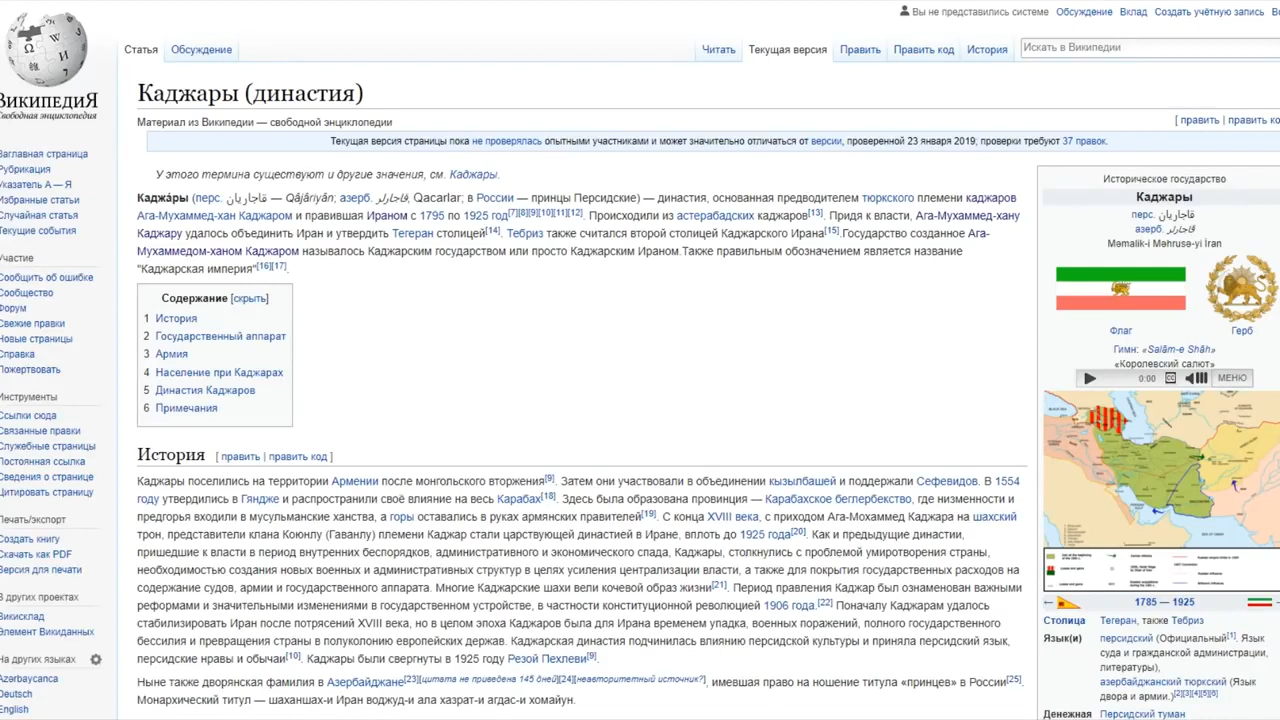 Вы не представились системе Обсуждение Вклад Создать учётную запись
Статья Обсуждение Читать Текущая версия Править Править код История Искать в Википедии
ВикипедиЯ
Свободная энциклопедия
Каджары (династия)
Материал из Википедии — свободной энциклопедии [ править | править ко
Текущая версия страницы пока не проверялась опытными участниками и может значительно отличаться от версии, проверенной 23 января 2019; проверки требуют 37 правок.
Заглавная страница
Рубрикация
Указатель А — Я
Избранные статьи
Случайная статья
Текущие события
Участие
Сообщить об ошибке
Сообщество
Форум
Свежие правки
Новые страницы
Справка
Пожертвовать
Инструменты
Ссылки сюда
Связанные правки
Служебные страницы
Постоянная ссылка
Сведения о странице
Цитировать страницу
Печать/экспорт
Создать книгу
Скачать как PDF
Версия для печати
В других проектах
Викисклад
Элемент Викиданных
На других языках
Azərbaycanca
Deutsch
English
У этого термина существуют и другие значения, см. Каджары.
Каджа́ры (перс. قاجاریان — Qâjâriyân; азерб. قاجارلر, Qacarlar; в России — принцы Персидские) — династия, основанная предводителем тюркского племени каджаров
Ага-Мухаммед-хан Каджаром и правившая Ираном с 1795 по 1925 год[7][8][9][10][11][12]. Происходили из астерабадских каджаров[13]. Придя к власти, Ага-Мухаммед-хану
Каджару удалось объединить Иран и утвердить Тегеран столицей[14]. Тебриз также считался второй столицей Каджарского Ирана[15].Государство созданное Ага-
Мухаммедом-ханом Каджаром называлось Каджарским государством или просто Каджарским Ираном.Также правильным обозначением является название
"Каджарская империя"[16][17].
Содержание [скрыть]
1 История
2 Государственный аппарат
3 Армия
4 Население при Каджарах
5 Династия Каджаров
6 Примечания
История [ править | править код ]
Каджары поселились на территории Армении после монгольского вторжения[9]. Затем они участвовали в объединении кызылбашей и поддержали Сефевидов. В 1554
году утвердились в Гяндже и распространили своё влияние на весь Карабах[18]. Здесь была образована провинция — Карабахское беглербекство, где низменности и
предгорья входили в мусульманские ханства, а горы оставались в руках армянских правителей[19]. С конца XVIII века, с приходом Ага-Мохаммед Каджара на шахский
трон, представители клана Коюнлу (Гаванлу) племени Каджар стали царствующей династией в Иране, вплоть до 1925 года[20]. Как и предыдущие династии,
пришедшие к власти в период внутренних беспорядков, административного и экономического спада, Каджары, столкнулись с проблемой умиротворения страны,
необходимостью создания новых военных и административных структур в целях усиления централизации власти, а также для покрытия государственных расходов на
содержание судов, армии и государственного аппарата. Многие Каджарские шахи вели кочевой образ жизни[21]. Период правления Каджар был ознаменован важными
реформами и значительными изменениями в государственном устройстве, в частности конституционной революцией 1906 года.[22] Поначалу Каджарам удалось
стабилизировать Иран после потрясений XVIII века, но в целом эпоха Каджаров была для Ирана временем упадка, военных поражений, полного государственного
бессилия и превращения страны в полуколонию европейских держав. Каджарская династия подчинилась влиянию персидской культуры и приняла персидский язык,
персидские нравы и обычаи[10]. Каджары были свергнуты в 1925 году Резой Пехлеви[9].
Ныне также дворянская фамилия в Азербайджане[23][цитата не приведена 145 дней][24][неавторитетный источник?], имевшая право на ношение титула «принцев» в России[25].
Монархический титул — шаханшах-и Иран воджуд-и ала хазрат-и агдас-и хомайун.
Историческое государство
Каджары
перс. قاجاریان
азерб. قاجارلر
Məmalik-i Məhrusə-yi İran
Флаг Герб
Гимн: «Salâm-e Shâh»
«Королевский салют»
0:00 МЕНЮ
← 1785 — 1925
Столица Тегеран, также Тебриз
Язык(и) персидский (Официальный[1]. Язык
суда и гражданской администрации,
литературы),
азербайджанский тюркский (Язык
двора и армии.)[2][3][4][5][6]
Денежная Персидский туман